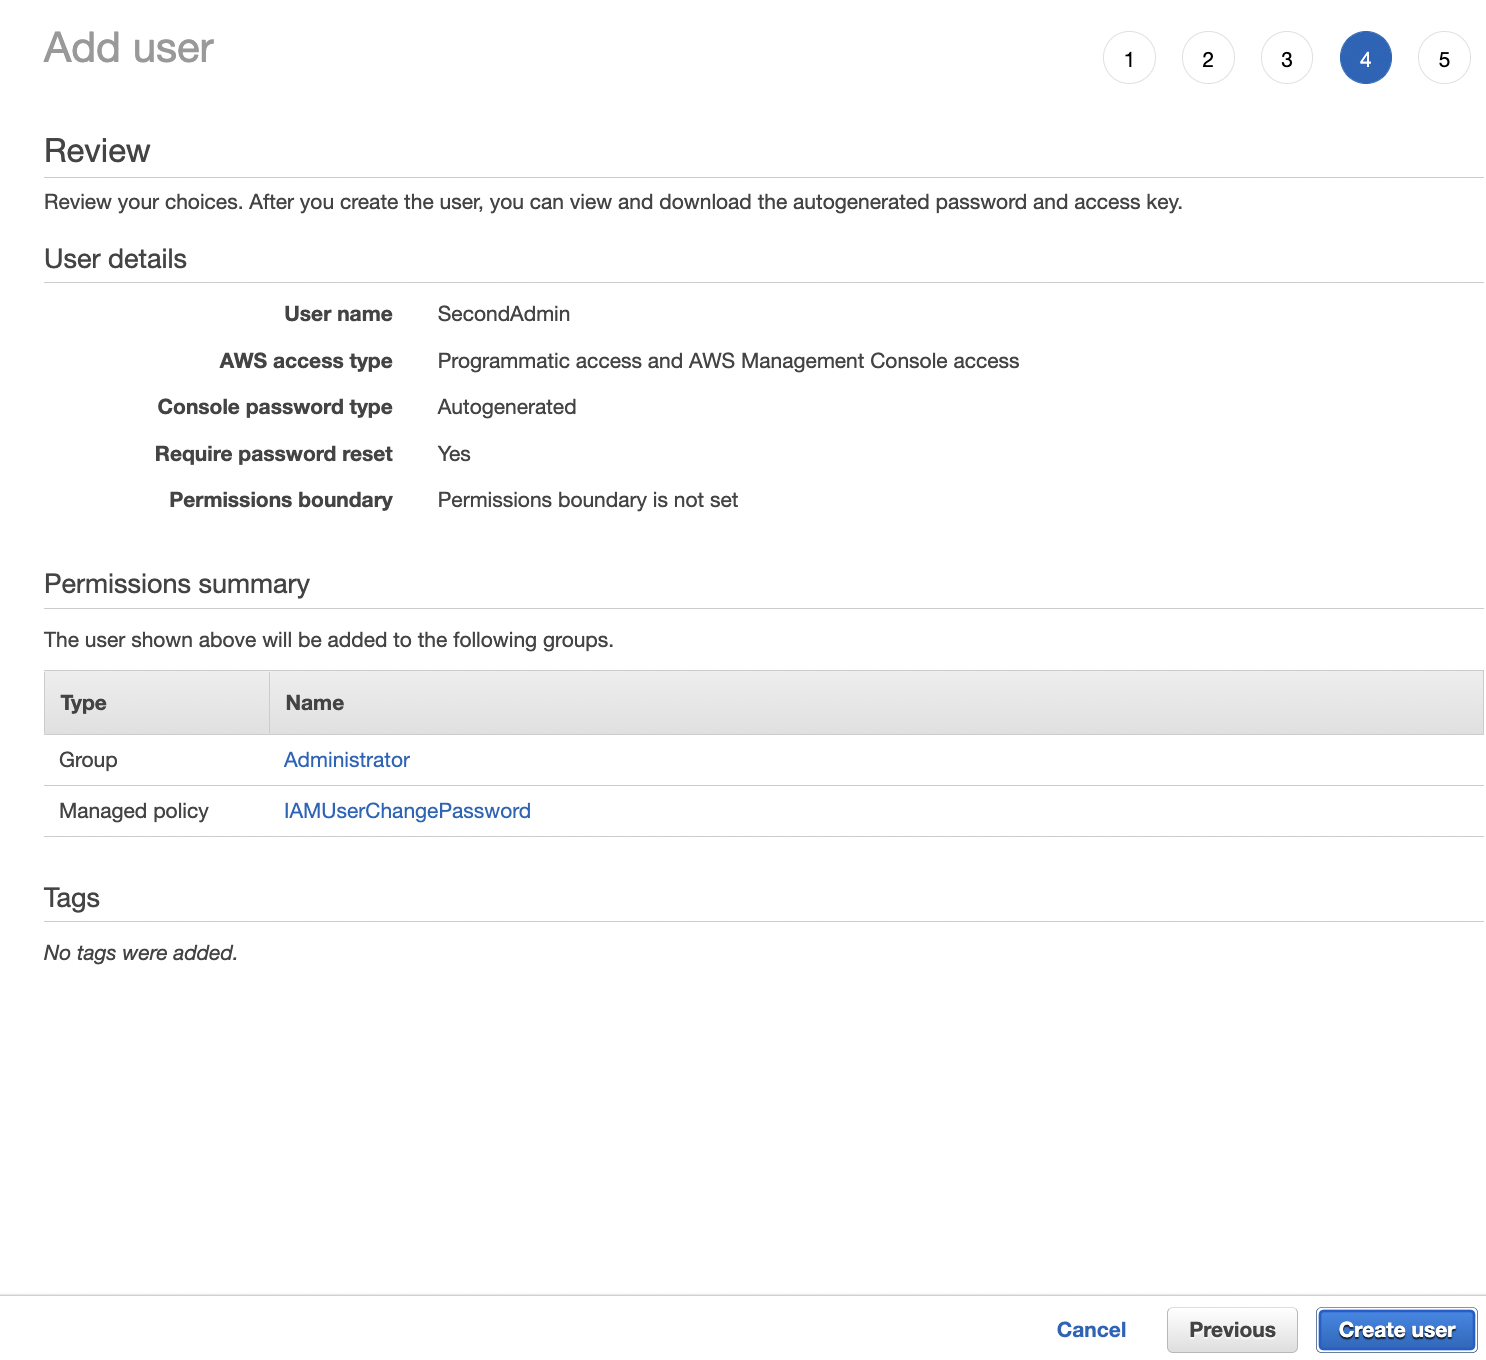 Add user
1 2 3 4 5
Review
Review your choices. After you create the user, you can view and download the autogenerated password and access key.
User details
User name SecondAdmin
AWS access type Programmatic access and AWS Management Console access
Console password type Autogenerated
Require password reset Yes
Permissions boundary Permissions boundary is not set
Permissions summary
The user shown above will be added to the following groups.
Type Name
Group Administrator
Managed policy IAMUserChangePassword
Tags
No tags were added.
Cancel Previous Create user